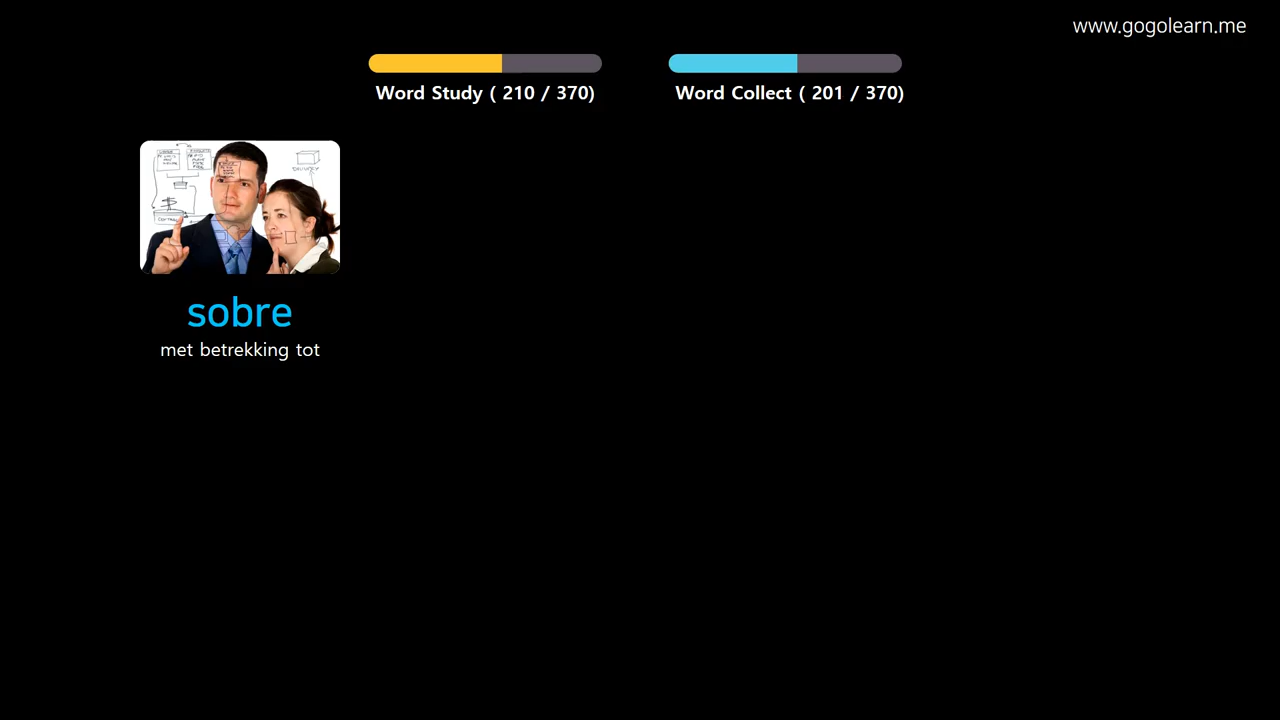 www.gogolearn.me
Word Study ( 210 / 370)
Word Collect ( 201 / 370)
sobre
met betrekking tot